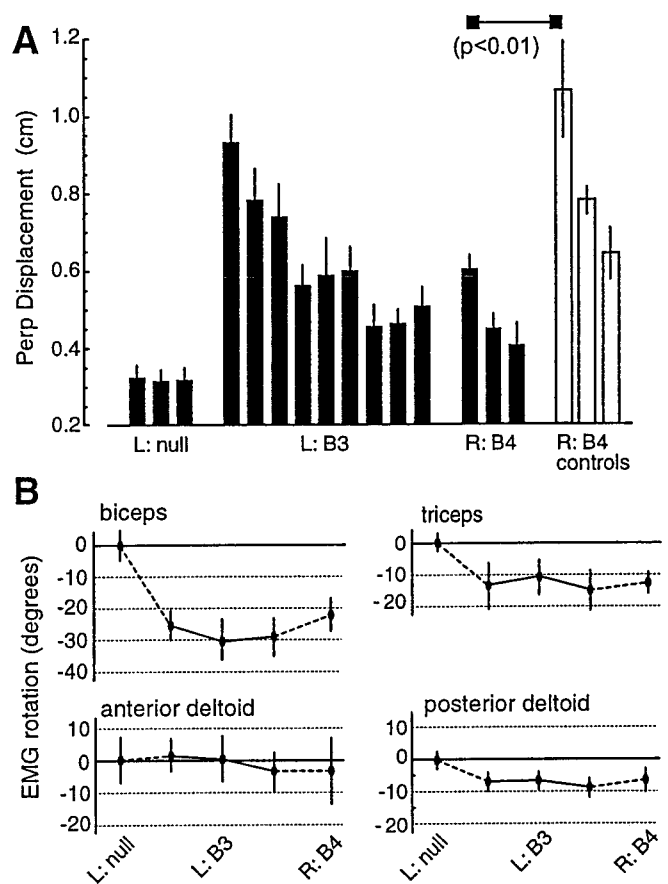 A
(p<0.01)
Perp Displacement (cm)
1.2
1.0
0.8
0.6
0.4
0.2
L: null
L: B3
R: B4
R: B4
controls
B
EMG rotation (degrees)
biceps
0
-10
-20
-30
-40
triceps
0
-10
-20
anterior deltoid
10
0
-10
-20
posterior deltoid
10
0
-10
-20
L: null
L: B3
R: B4
L: null
L: B3
R: B4